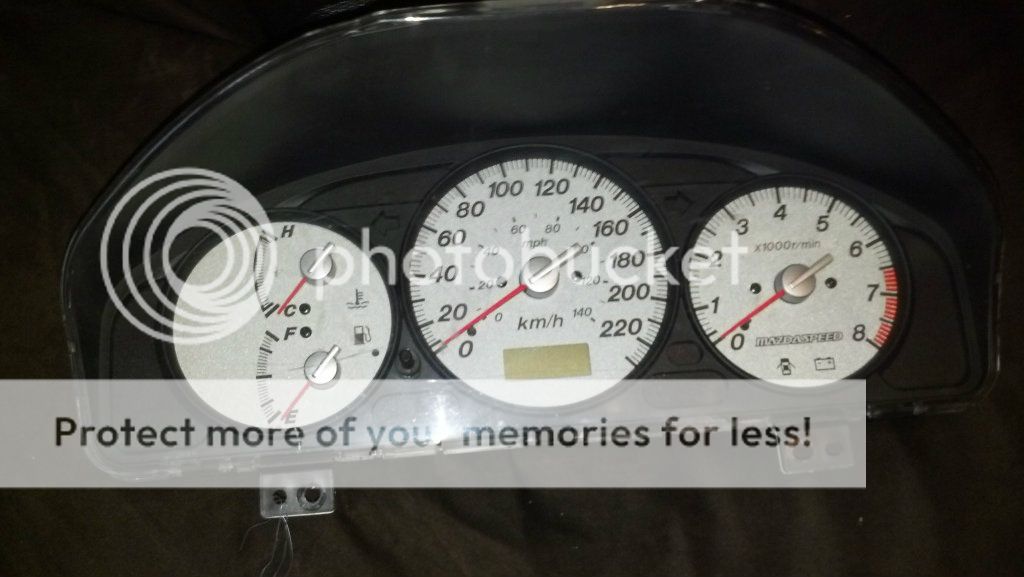 100 120
80 140
60 80
60 160
mph
40 180
20 200
20 120
0 140
0 220
km/h
H
C
F
E
4 5
3 6
X1000r/min
2
1 7
0 8
MAZDASPEED
photobucket
Protect more of your memories for less!